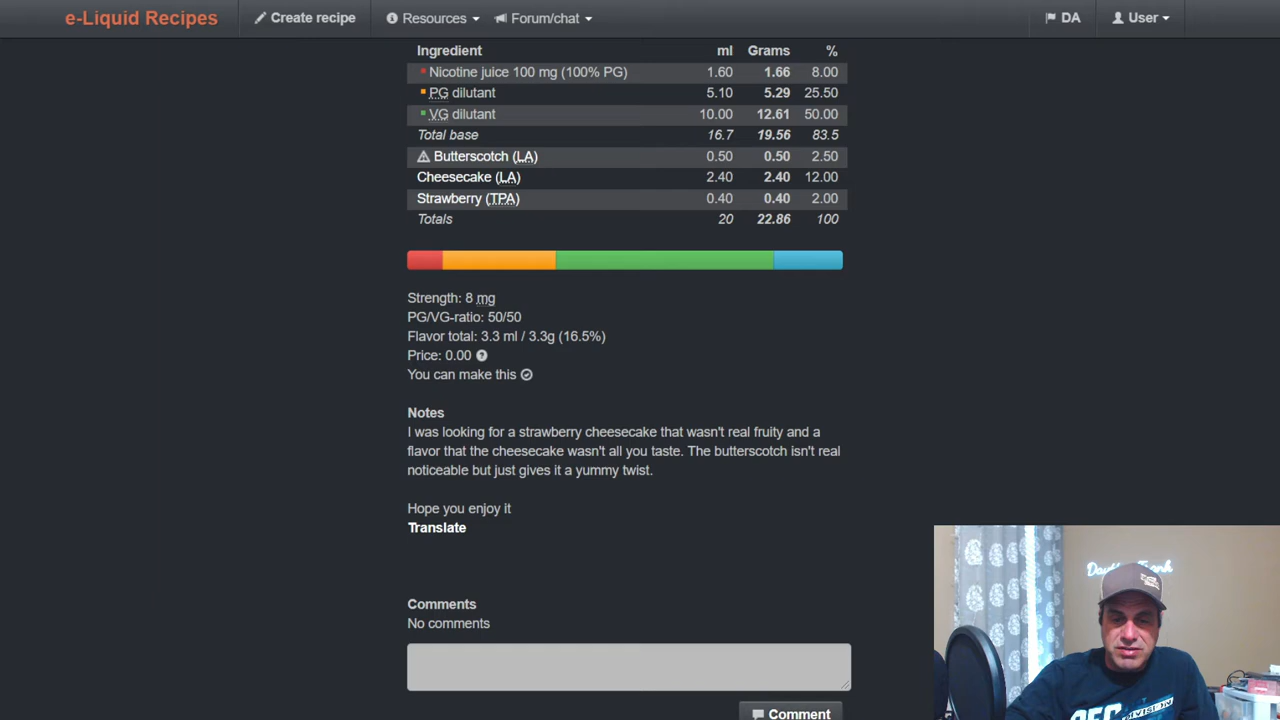 e-Liquid Recipes Create recipe Resources Forum/chat DA User
Ingredient ml Grams %
Nicotine juice 100 mg (100% PG) 1.60 1.66 8.00
PG dilutant 5.10 5.29 25.50
VG dilutant 10.00 12.61 50.00
Total base 16.7 19.56 83.5
Butterscotch (LA) 0.50 0.50 2.50
Cheesecake (LA) 2.40 2.40 12.00
Strawberry (TPA) 0.40 0.40 2.00
Totals 20 22.86 100
Strength: 8 mg
PG/VG-ratio: 50/50
Flavor total: 3.3 ml / 3.3g (16.5%)
Price: 0.00
You can make this
Notes
I was looking for a strawberry cheesecake that wasn't real fruity and a
flavor that the cheesecake wasn't all you taste. The butterscotch isn't real
noticeable but just gives it a yummy twist.
Hope you enjoy it
Translate
Comments
No comments
Comment